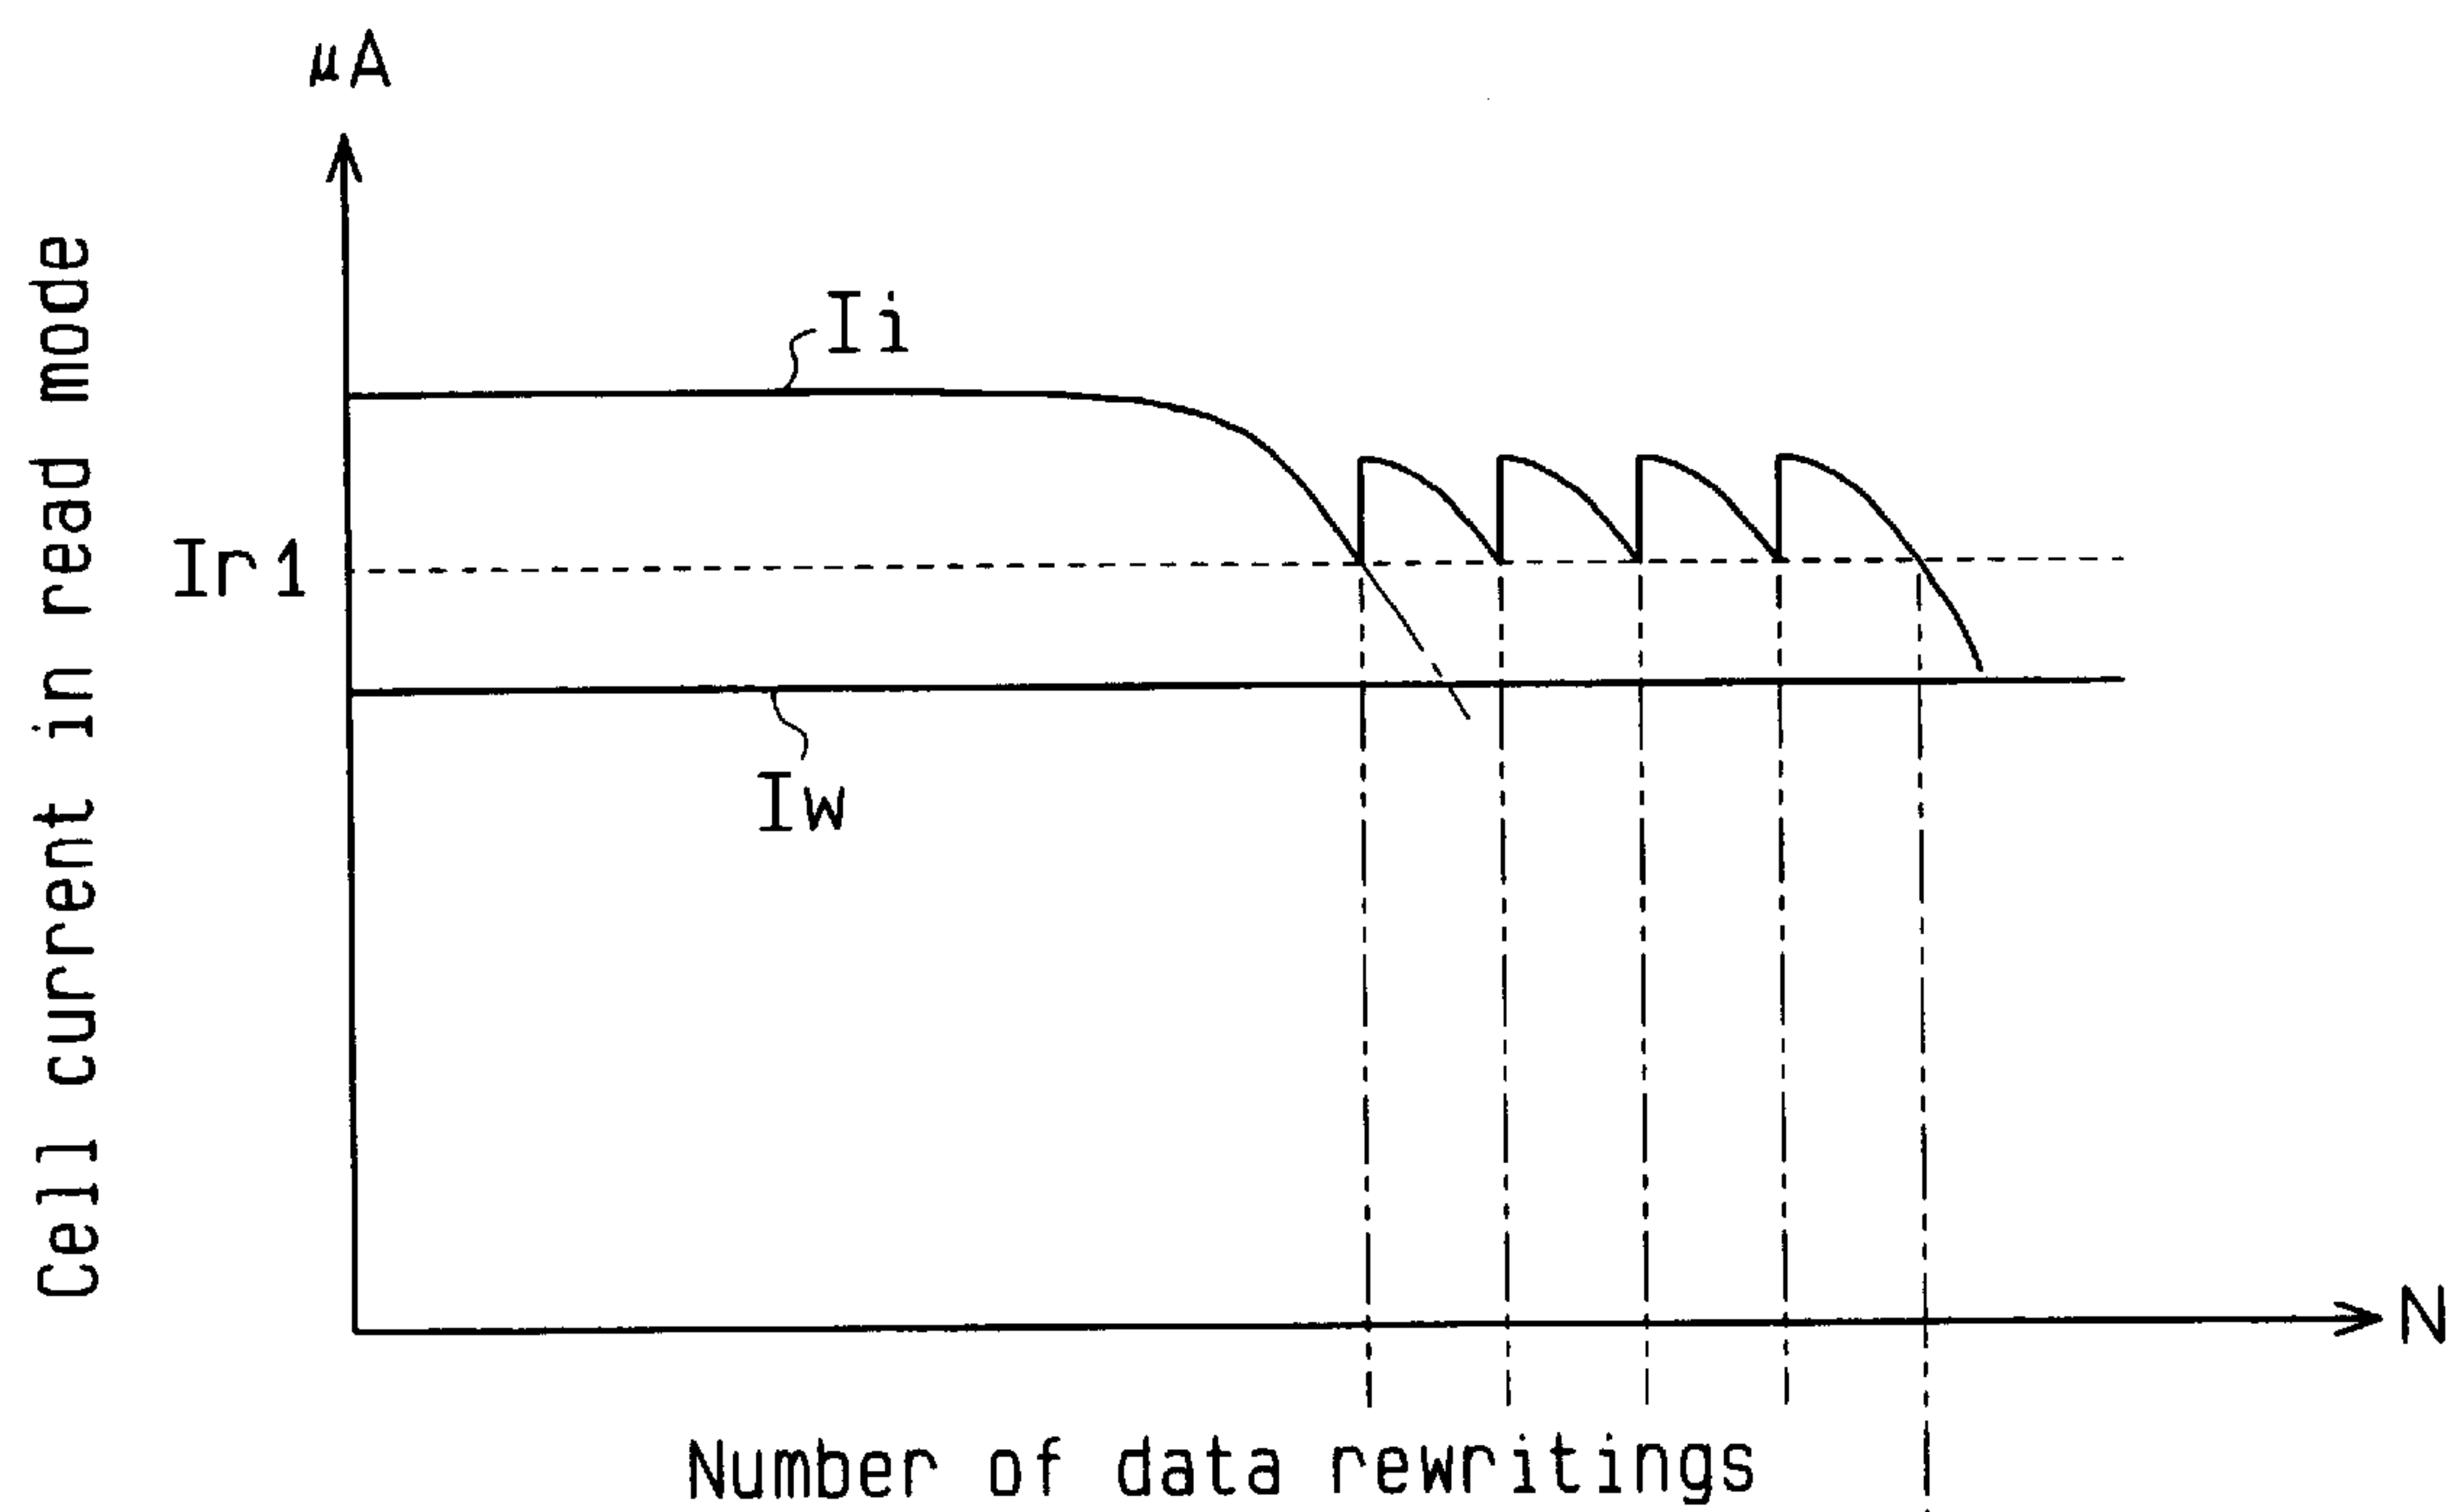 μA
Cell current in read mode
Ii
Ir1
Iw
N
Number of data rewritings